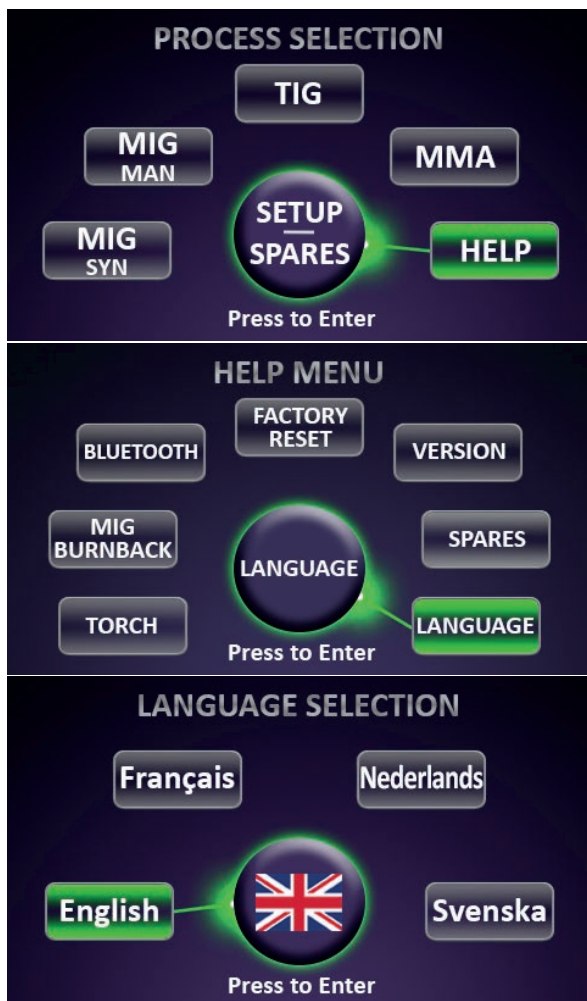 PROCESS SELECTION
TIG
MIG
MAN
MMA
MIG
SYN
SETUP
SPARES
HELP
Press to Enter
HELP MENU
FACTORY
RESET
BLUETOOTH
VERSION
MIG
BURNBACK
SPARES
LANGUAGE
TORCH
LANGUAGE
Press to Enter
LANGUAGE SELECTION
Français
Nederlands
English
Svenska
Press to Enter